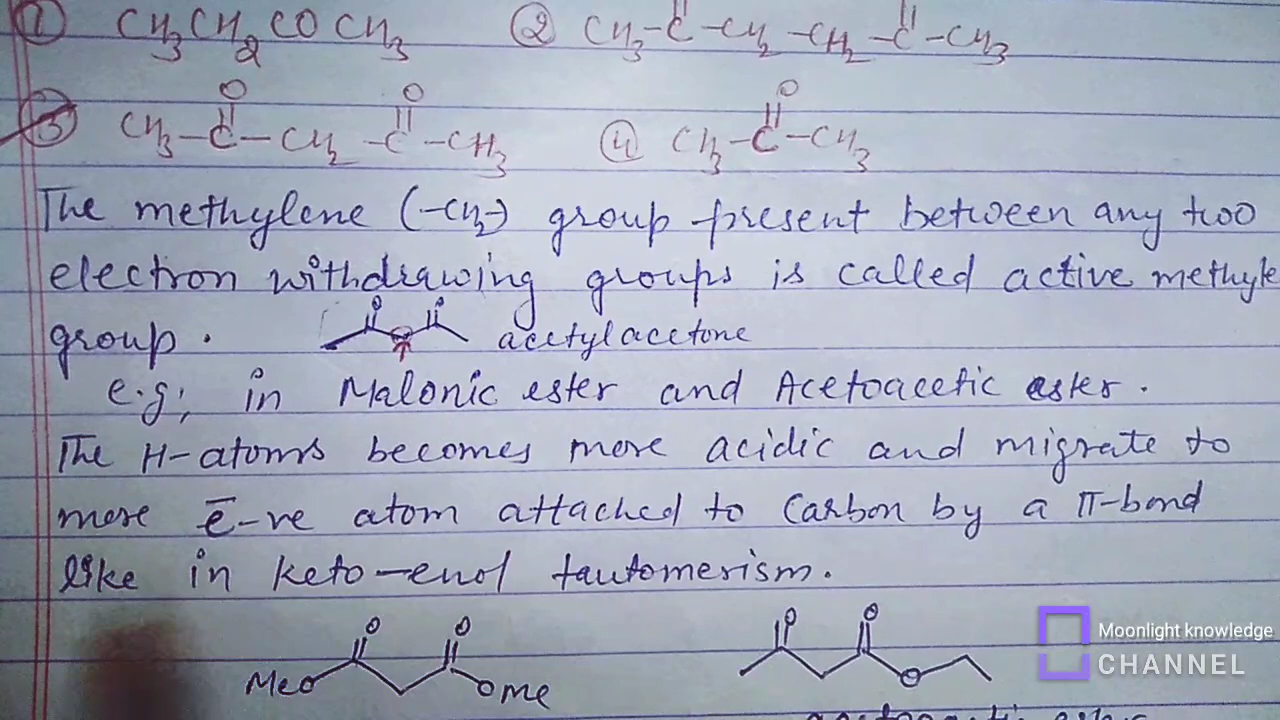 ① CH3CH2COCH3 ② CH3-C-CH2-CH2-C-CH3
O O O
③ CH3-C-CH2-C-CH3 ④ CH3-C-CH3
The methylene (-CH2-) group present between any two
electron withdrawing groups is called active methyle
group. acetylacetone
O O
e.g; in Malonic ester and Acetoacetic ester.
The H-atoms becomes more acidic and migrate to
more e̅-ve atom attached to Carbon by a π-bond
like in keto-enol tautomerism.
O O O O
MeO OMe O
Moonlight knowledge
CHANNEL